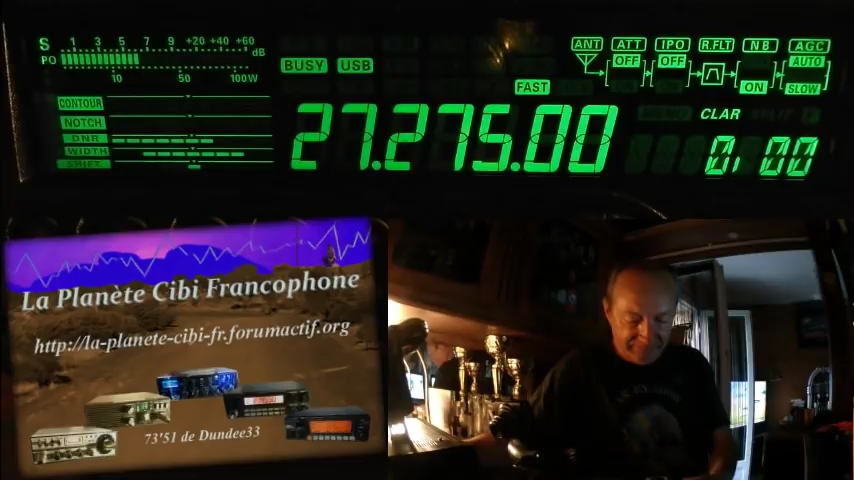 S 1 3 5 7 9 +20 +40 +60 dB
PO 10 50 100W
BUSY USB
ANT ATT IPO R.FLT NB AGC
OFF OFF AUTO
ON SLOW
FAST
CONTOUR
NOTCH
DNR
WIDTH
SHIFT
27.275.00
CLAR
0.00
La Planète Cibi Francophone
http://la-planete-cibi-fr.forumactif.org
73'51 de Dundee33